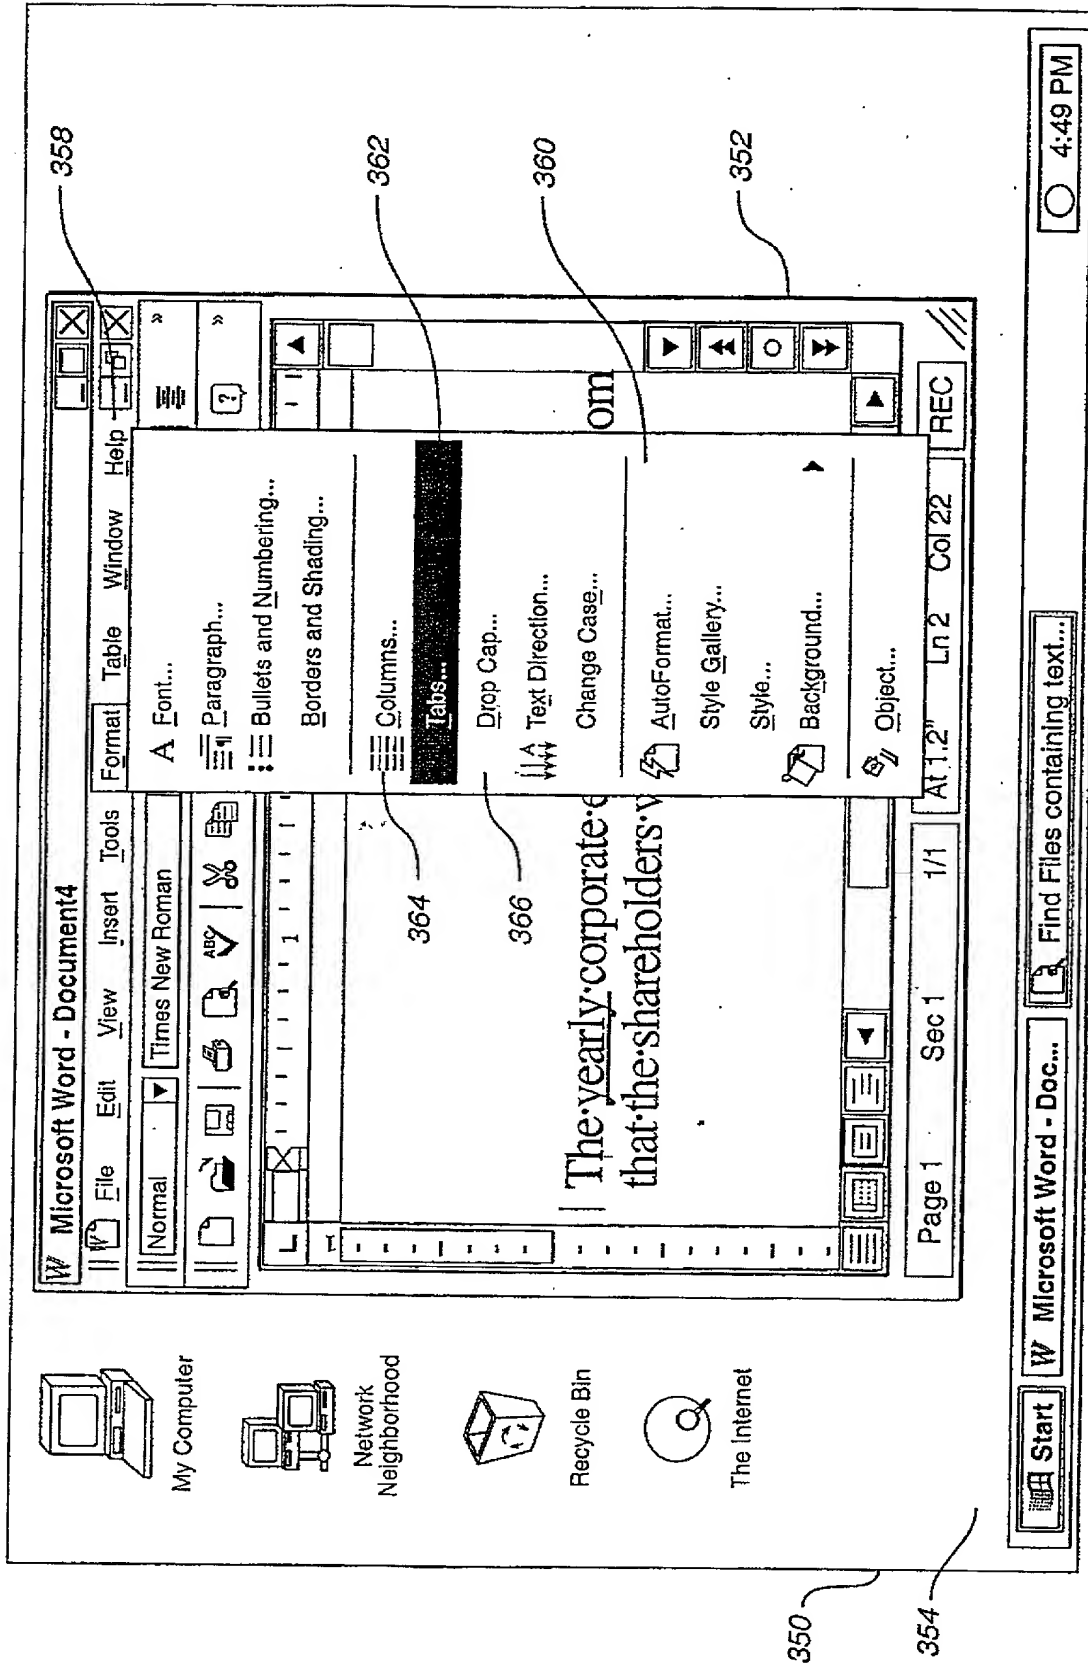 W Microsoft Word - Document4
W File Edit View Insert Tools Format Table Window Help
Normal Times New Roman »
ABC ? »
L 1
1
A Font...
Paragraph...
Bullets and Numbering...
Borders and Shading...
Columns...
Tabs...
Drop Cap...
Text Direction...
Change Case...
AutoFormat...
Style Gallery...
Style...
Background...
Object...
The·yearly·corporate·e
om
that·the·shareholders·v
Page 1 Sec 1 1/1 At 1.2" Ln 2 Col 22 REC
My Computer
Network
Neighborhood
Recycle Bin
The Internet
Start W Microsoft Word - Doc... Find Files containing text... 4:49 PM
358
362
360
352
364
366
350
354